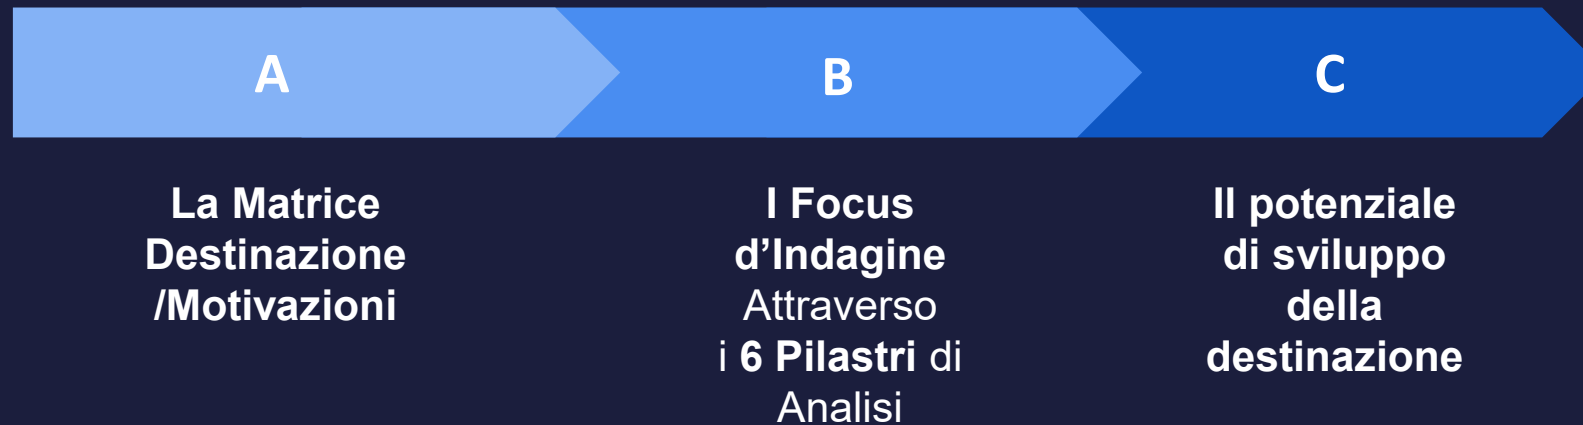 A
B
C
La Matrice
Destinazione
/Motivazioni
I Focus
d’Indagine
Attraverso
i 6 Pilastri di
Analisi
Il potenziale
di sviluppo
della
destinazione